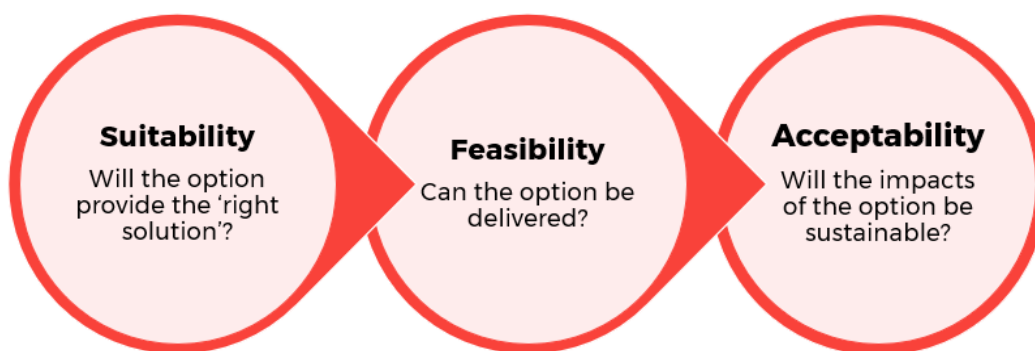 Suitability
Will the option
provide the ‘right
solution’?
Feasibility
Can the option be
delivered?
Acceptability
Will the impacts
of the option be
sustainable?